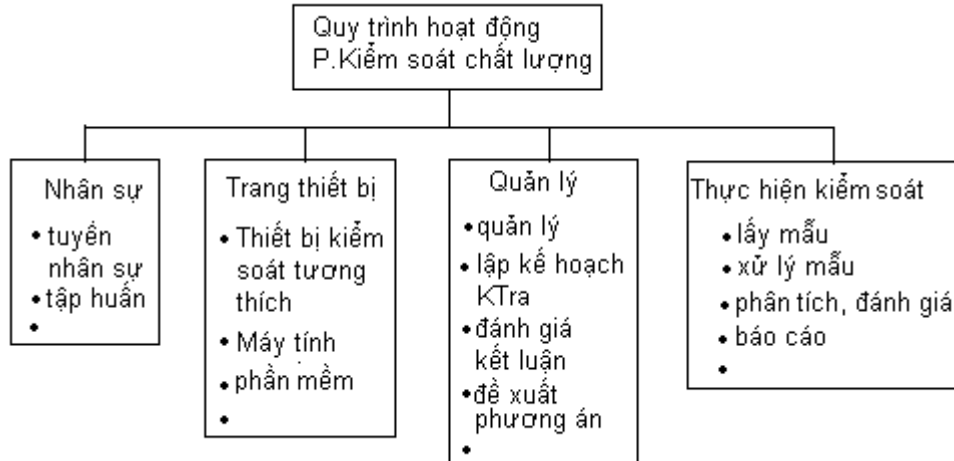 Quy trình hoạt động
P.Kiểm soát chất lượng
Nhân sự
• tuyển
nhân sự
• tập huấn
•
Trang thiết bị
• Thiết bị kiểm
soát tương
thích
• Máy tính
• phần mềm
•
Quản lý
• quản lý
• lập kế hoạch
KTra
• đánh giá
kết luận
• đề xuất
phương án
•
Thực hiện kiểm soát
• lấy mẫu
• xử lý mẫu
• phân tích, đánh giá
• báo cáo
•